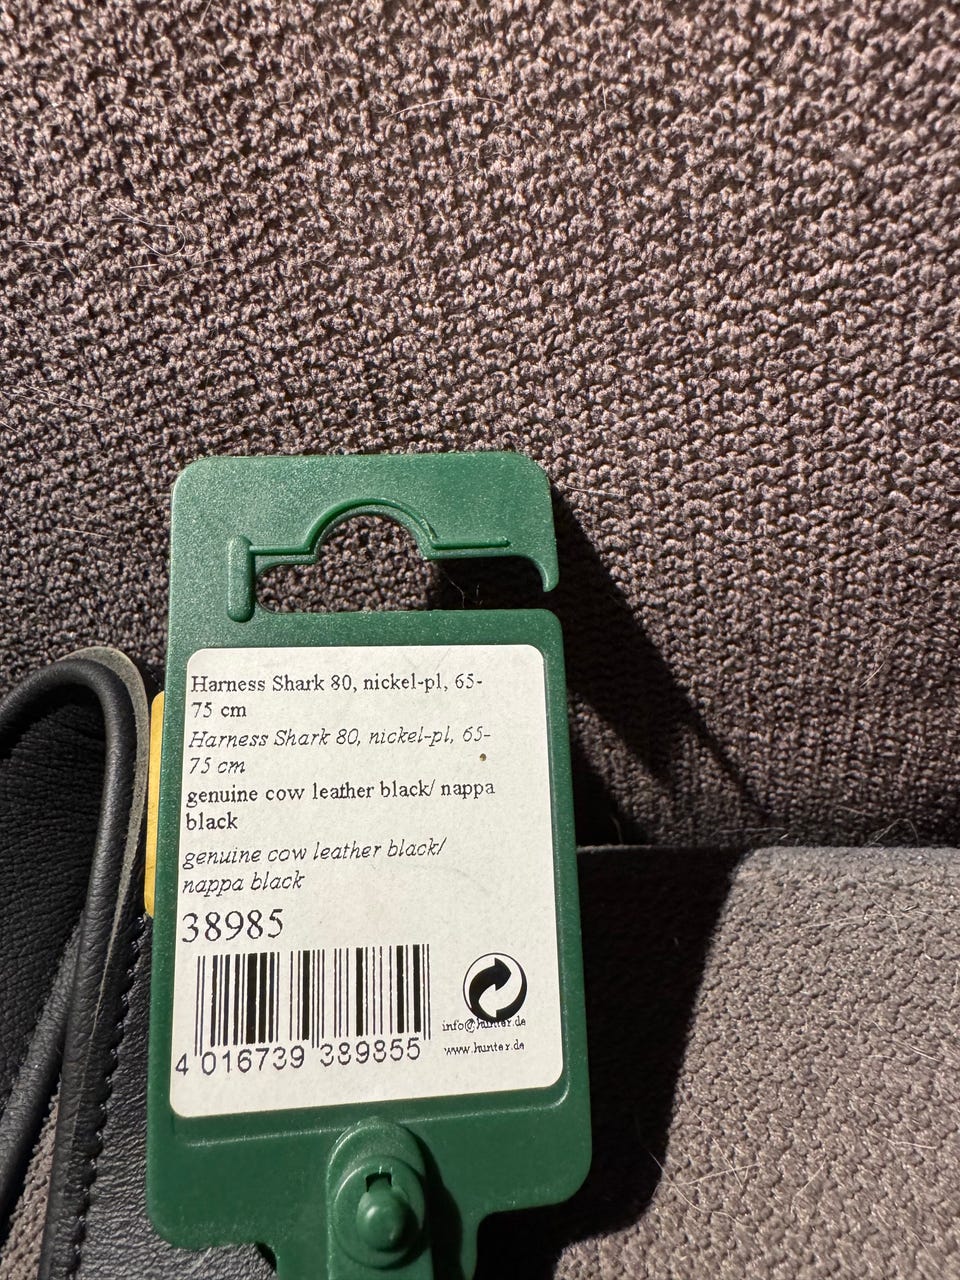 Harness Shark 80, nickel-pl, 65-
75 cm
Harness Shark 80, nickel-pl, 65-
75 cm
genuine cow leather black/ nappa
black
genuine cow leather black/
nappa black
38985
4 016739 389855
info@hunter.de
www.hunter.de